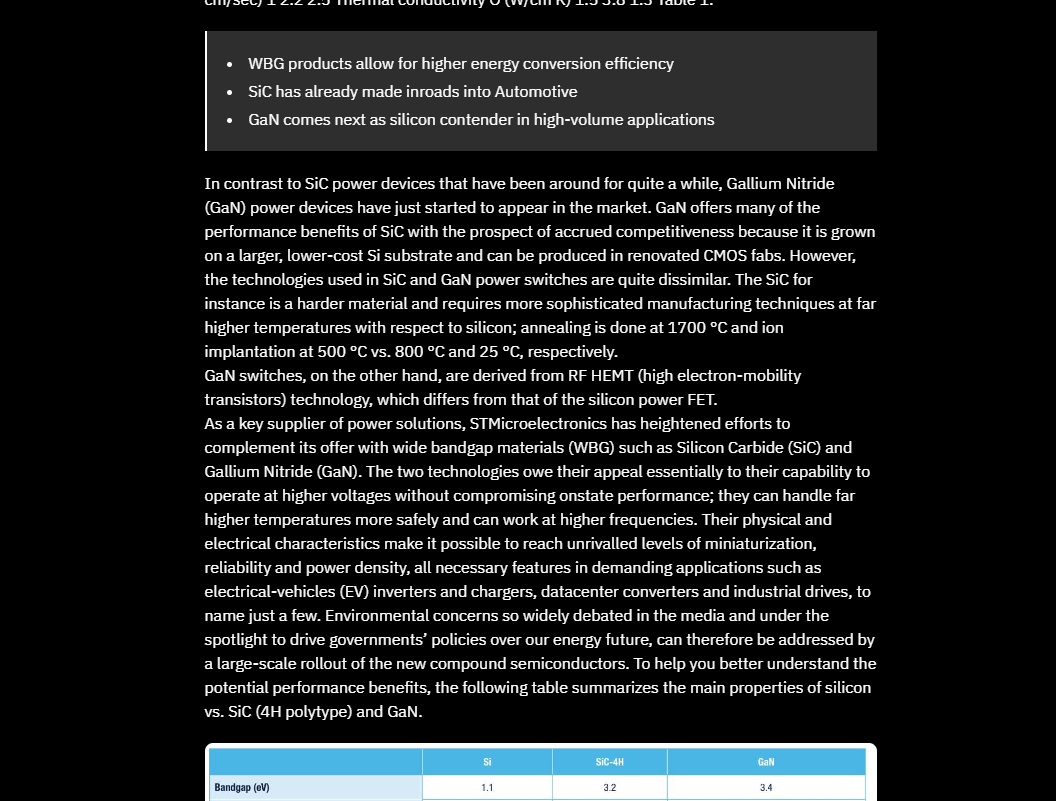 cm/sec) 1 2.2 2.5 Thermal conductivity O (W/cm K) 1.5 3.8 1.3 Table 1.
• WBG products allow for higher energy conversion efficiency
• SiC has already made inroads into Automotive
• GaN comes next as silicon contender in high-volume applications
In contrast to SiC power devices that have been around for quite a while, Gallium Nitride
(GaN) power devices have just started to appear in the market. GaN offers many of the
performance benefits of SiC with the prospect of accrued competitiveness because it is grown
on a larger, lower-cost Si substrate and can be produced in renovated CMOS fabs. However,
the technologies used in SiC and GaN power switches are quite dissimilar. The SiC for
instance is a harder material and requires more sophisticated manufacturing techniques at far
higher temperatures with respect to silicon; annealing is done at 1700 °C and ion
implantation at 500 °C vs. 800 °C and 25 °C, respectively.
GaN switches, on the other hand, are derived from RF HEMT (high electron-mobility
transistors) technology, which differs from that of the silicon power FET.
As a key supplier of power solutions, STMicroelectronics has heightened efforts to
complement its offer with wide bandgap materials (WBG) such as Silicon Carbide (SiC) and
Gallium Nitride (GaN). The two technologies owe their appeal essentially to their capability to
operate at higher voltages without compromising onstate performance; they can handle far
higher temperatures more safely and can work at higher frequencies. Their physical and
electrical characteristics make it possible to reach unrivalled levels of miniaturization,
reliability and power density, all necessary features in demanding applications such as
electrical-vehicles (EV) inverters and chargers, datacenter converters and industrial drives, to
name just a few. Environmental concerns so widely debated in the media and under the
spotlight to drive governments’ policies over our energy future, can therefore be addressed by
a large-scale rollout of the new compound semiconductors. To help you better understand the
potential performance benefits, the following table summarizes the main properties of silicon
vs. SiC (4H polytype) and GaN.
Si SiC-4H GaN
Bandgap (eV) 1.1 3.2 3.4